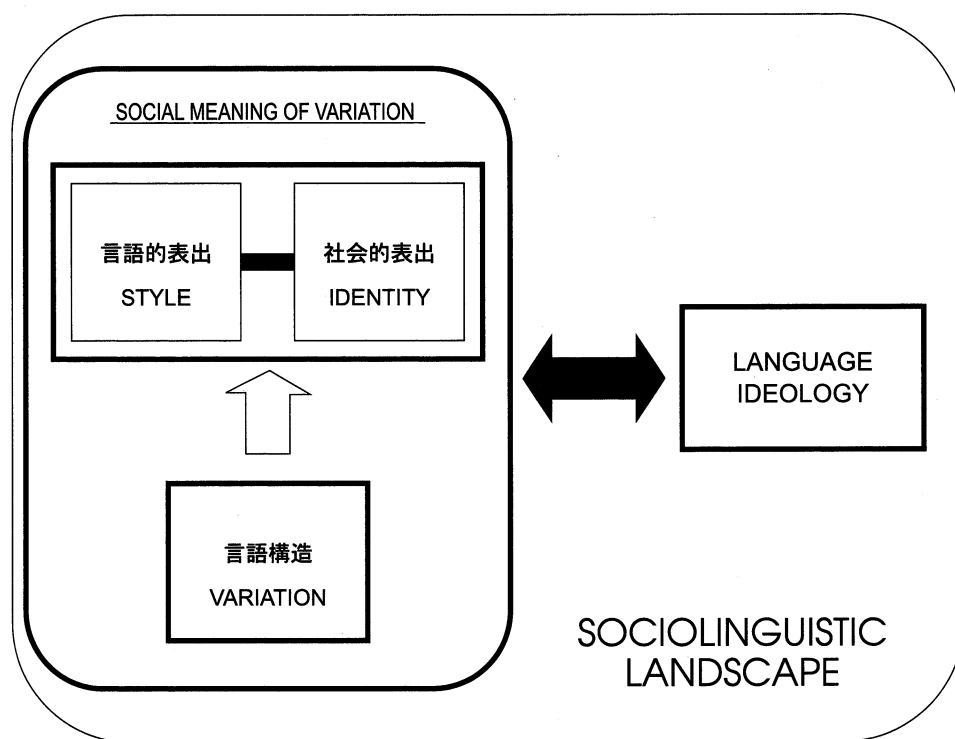 SOCIAL MEANING OF VARIATION
言語的表出
STYLE
社会的表出
IDENTITY
LANGUAGE
IDEOLOGY
言語構造
VARIATION
SOCIOLINGUISTIC
LANDSCAPE